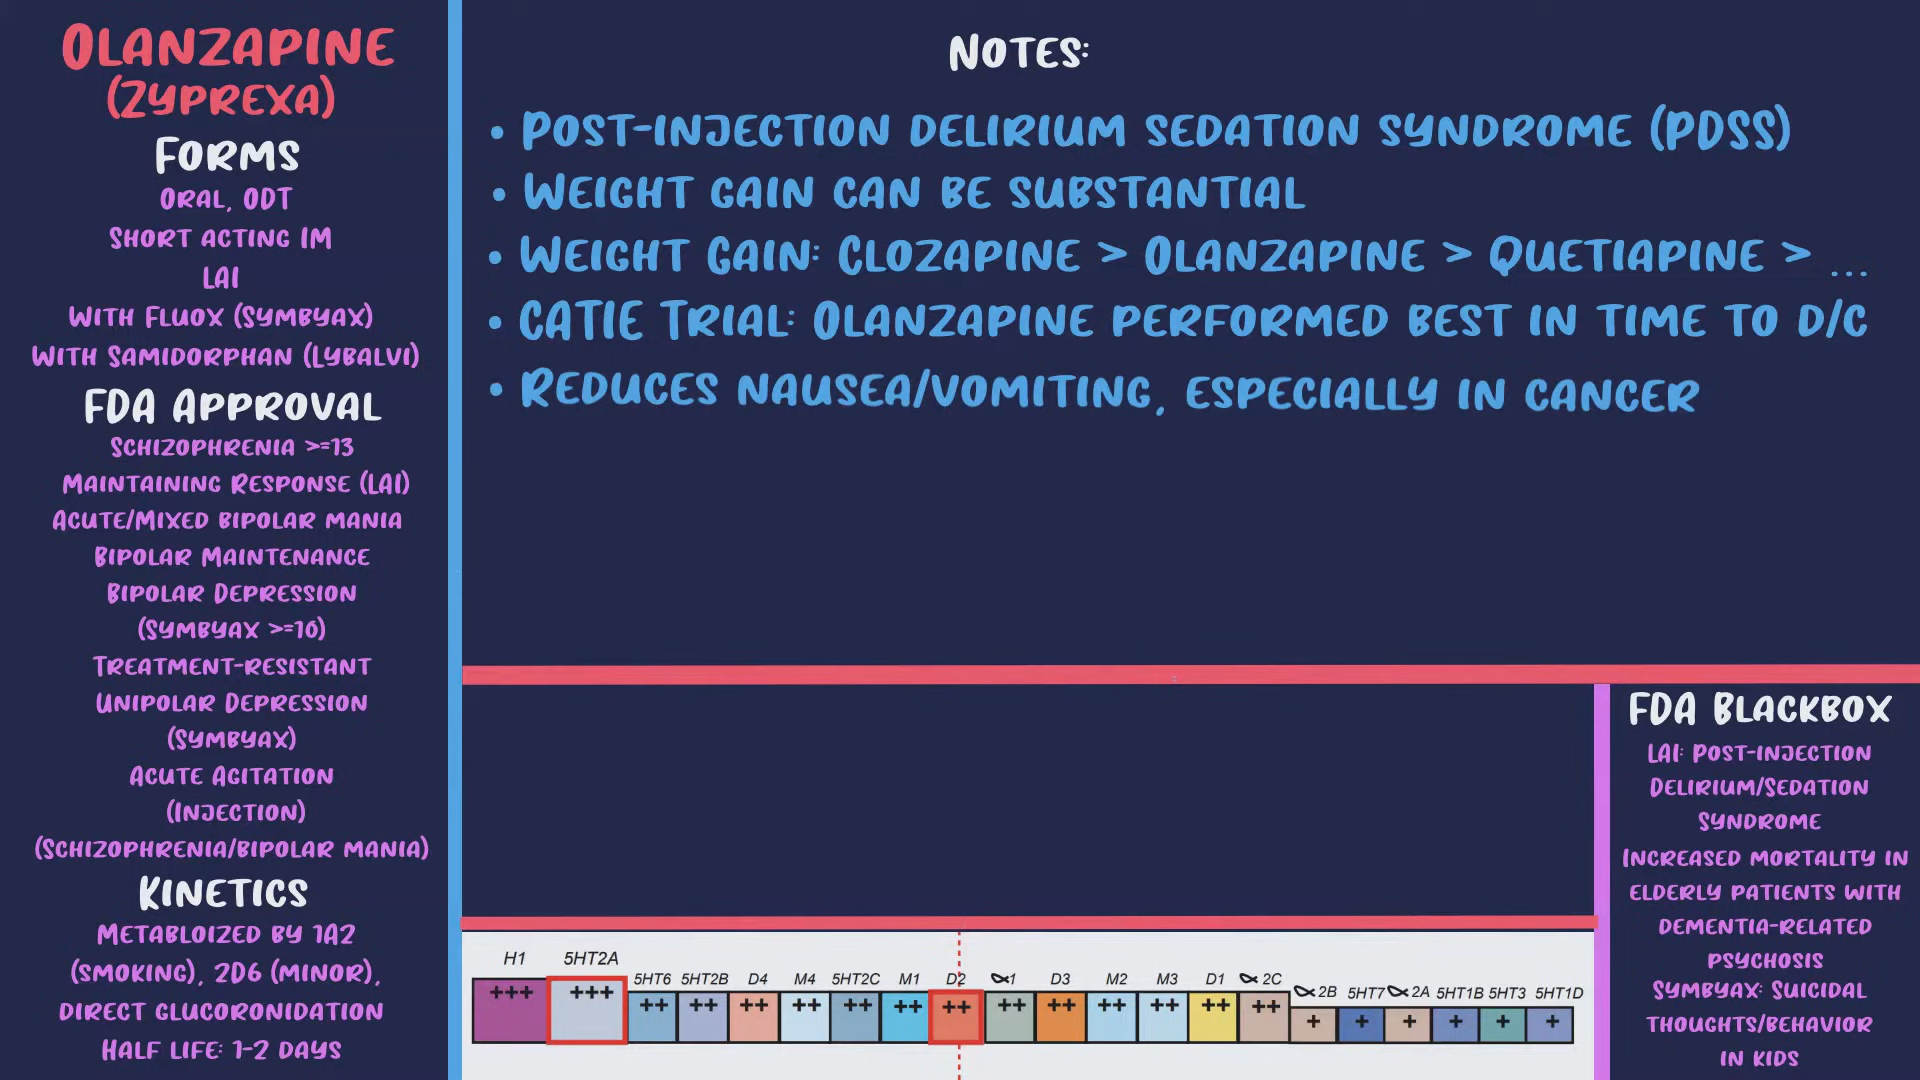 Olanzapine
(Zyprexa)
Forms
Oral, ODT
Short acting IM
LAI
With Fluox (Symbyax)
With Samidorphan (Lybalvi)
FDA Approval
Schizophrenia >=13
Maintaining Response (LAI)
Acute/Mixed bipolar mania
Bipolar Maintenance
Bipolar Depression
(Symbyax >=10)
Treatment-resistant
Unipolar Depression
(Symbyax)
Acute Agitation
(Injection)
(Schizophrenia/bipolar mania)
Kinetics
Metabloized by 1A2
(smoking), 2D6 (minor),
direct glucoronidation
Half life: 1-2 days
Notes:
• Post-injection delirium sedation syndrome (PDSS)
• Weight gain can be substantial
• Weight Gain: Clozapine > Olanzapine > Quetiapine > ...
• CATIE Trial: Olanzapine performed best in time to d/c
• Reduces nausea/vomiting, especially in cancer
FDA Blackbox
LAI: Post-injection
Delirium/Sedation
Syndrome
Increased mortality in
elderly patients with
dementia-related
psychosis
Symbyax: Suicidal
thoughts/behavior
in kids
H1 5HT2A 5HT6 5HT2B D4 M4 5HT2C M1 D2 α1 D3 M2 M3 D1 α2C α2B 5HT7 α2A 5HT1B 5HT3 5HT1D
+++ +++ ++ ++ ++ ++ ++ ++ ++ ++ ++ ++ ++ ++ ++ + + + + + +